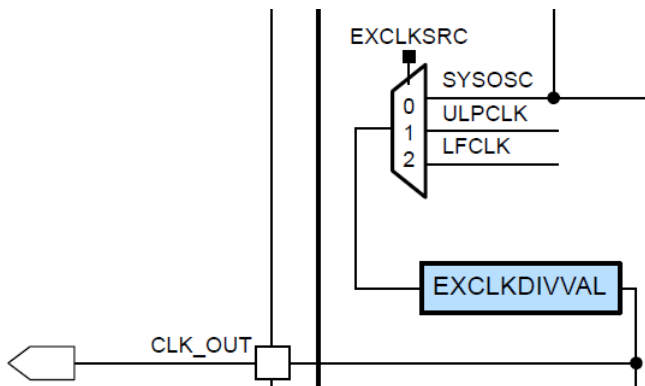 EXCLKSRC
SYSOSC
0
ULPCLK
1
LFCLK
2
EXCLKDIVVAL
CLK_OUT